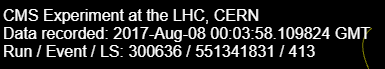 CMS Experiment at the LHC, CERN
Data recorded: 2017-Aug-08 00:03:58.109824 GMT
Run / Event / LS: 300636 / 551341831 / 413